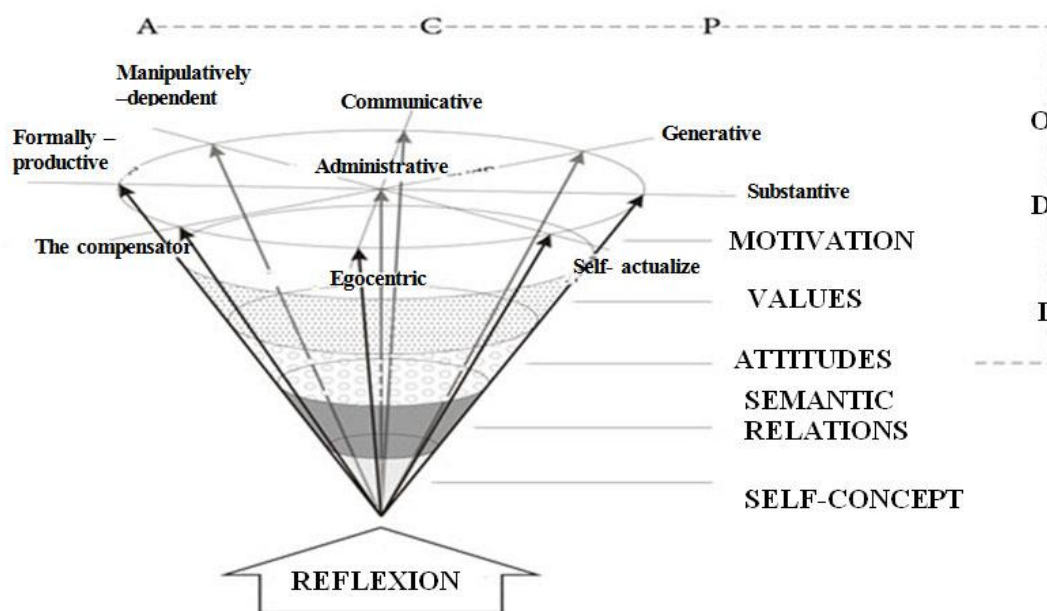 A C P
Manipulatively
–dependent
Communicative
Generative
Formally –
productive
Administrative
Substantive
The compensator
Egocentric
Self- actualize
MOTIVATION
VALUES
ATTITUDES
SEMANTIC
RELATIONS
SELF-CONCEPT
REFLEXION
O
D